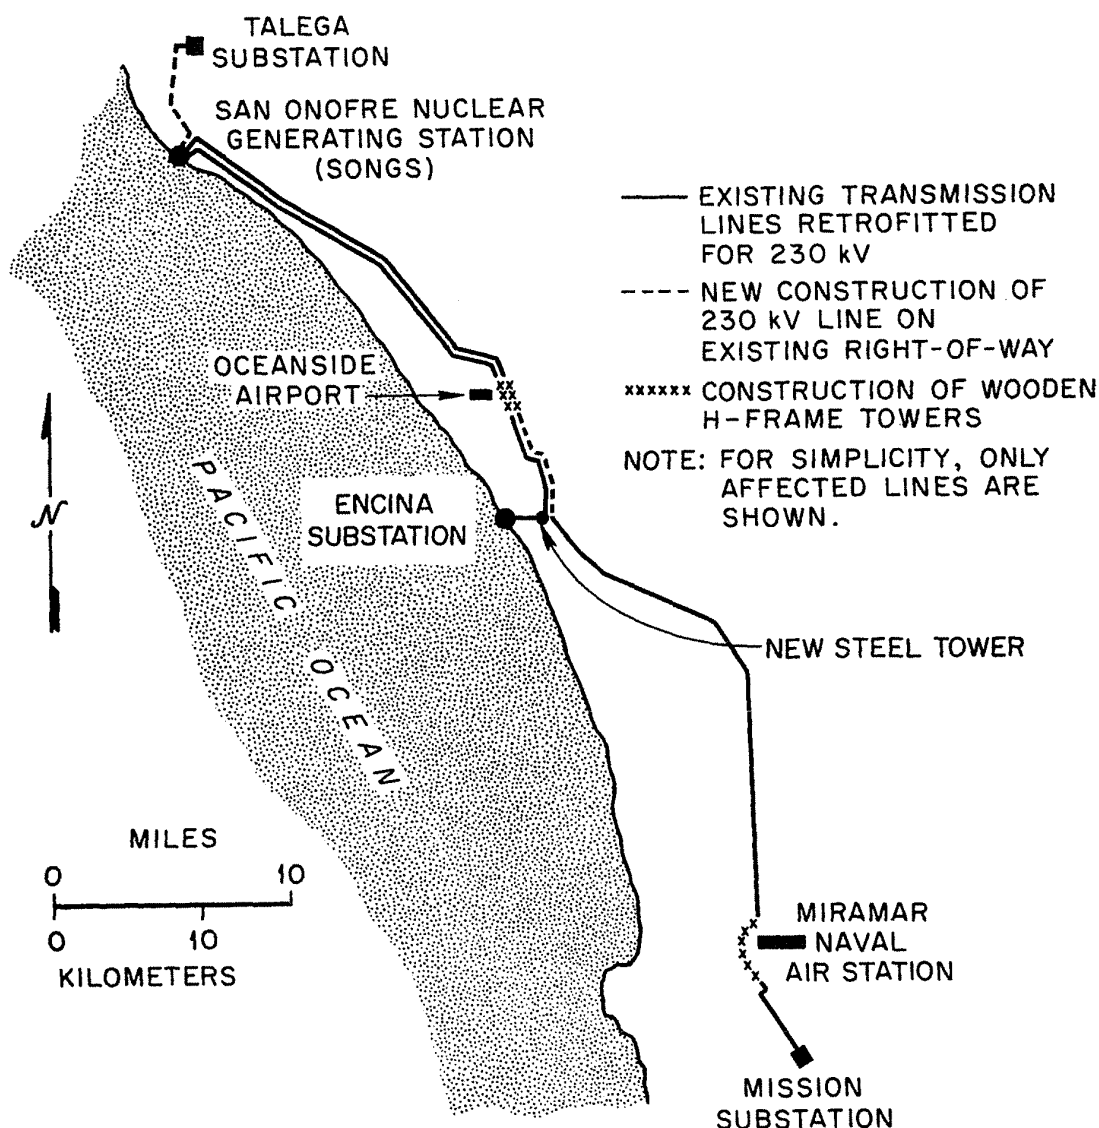 TALEGA
SUBSTATION
SAN ONOFRE NUCLEAR
GENERATING STATION
(SONGS)
EXISTING TRANSMISSION
LINES RETROFITTED
FOR 230 kV
NEW CONSTRUCTION OF
230 kV LINE ON
EXISTING RIGHT-OF-WAY
CONSTRUCTION OF WOODEN
H-FRAME TOWERS
NOTE: FOR SIMPLICITY, ONLY
AFFECTED LINES ARE
SHOWN.
OCEANSIDE
AIRPORT
N
ENCINA
SUBSTATION
PACIFIC OCEAN
NEW STEEL TOWER
MILES
0 10
0 10
KILOMETERS
MIRAMAR
NAVAL
AIR STATION
MISSION
SUBSTATION